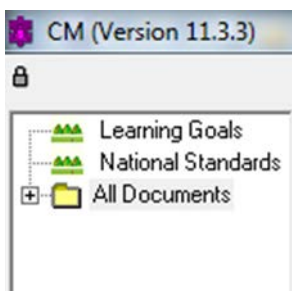 CM (Version 11.3.3)
Learning Goals
National Standards
All Documents